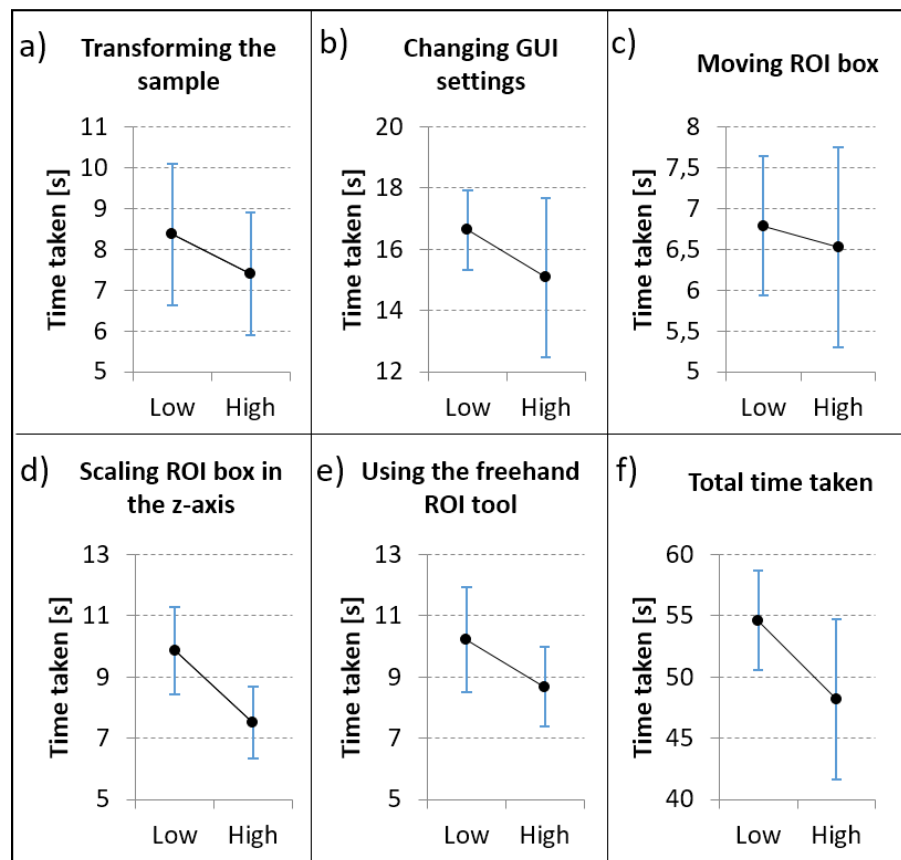 a)
Transforming the
sample
Time taken [s]
11
10
9
8
7
6
5
Low High
b)
Changing GUI
settings
Time taken [s]
20
18
16
14
12
Low High
c)
Moving ROI box
Time taken [s]
8
7,5
7
6,5
6
5,5
5
Low High
d)
Scaling ROI box in
the z-axis
Time taken [s]
13
11
9
7
5
Low High
e)
Using the freehand
ROI tool
Time taken [s]
13
11
9
7
5
Low High
f)
Total time taken
Time taken [s]
60
55
50
45
40
Low High